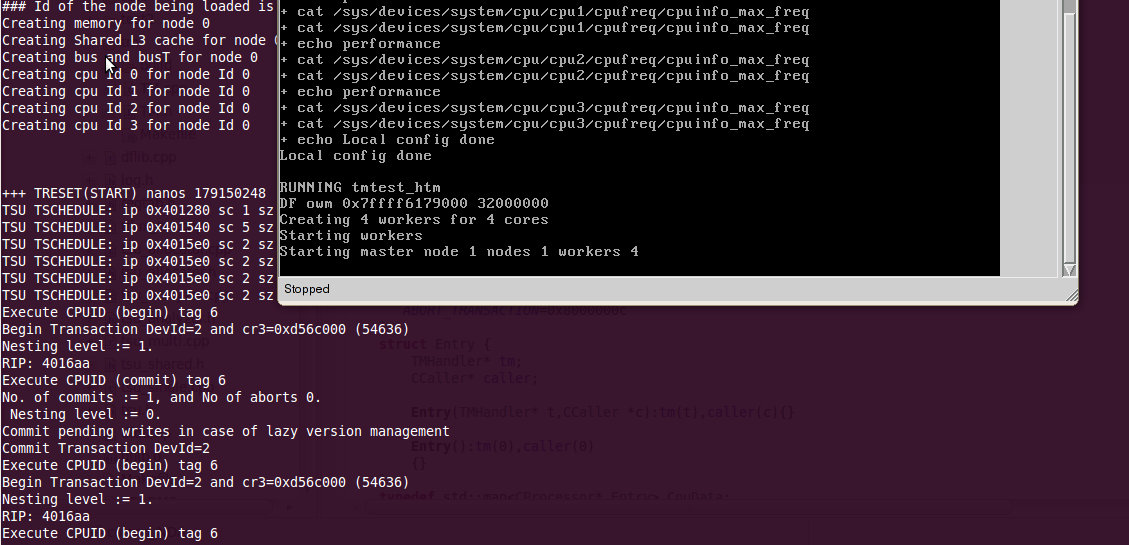 ### Id of the node being loaded is
Creating memory for node 0
Creating Shared L3 cache for node
Creating bus and busT for node 0
Creating cpu Id 0 for node Id 0
Creating cpu Id 1 for node Id 0
Creating cpu Id 2 for node Id 0
Creating cpu Id 3 for node Id 0
dflib.cpp
log.h
+++ TRESET(START) nanos 179150248
TSU TSCHEDULE: ip 0x401280 sc 1 sz
TSU TSCHEDULE: ip 0x401540 sc 5 sz
TSU TSCHEDULE: ip 0x4015e0 sc 2 sz
TSU TSCHEDULE: ip 0x4015e0 sc 2 sz
TSU TSCHEDULE: ip 0x4015e0 sc 2 sz
TSU TSCHEDULE: ip 0x4015e0 sc 2 sz
Execute CPUID (begin) tag 6
Begin Transaction DevId=2 and cr3=0xd56c000 (54636)
Nesting level := 1.
RIP: 4016aa
Execute CPUID (commit) tag 6
No. of commits := 1, and No of aborts 0.
Nesting level := 0.
Commit pending writes in case of lazy version management
Commit Transaction DevId=2
Execute CPUID (begin) tag 6
Begin Transaction DevId=2 and cr3=0xd56c000 (54636)
Nesting level := 1.
RIP: 4016aa
Execute CPUID (begin) tag 6
+ cat /sys/devices/system/cpu/cpu1/cpufreq/cpuinfo_max_freq
+ cat /sys/devices/system/cpu/cpu1/cpufreq/cpuinfo_max_freq
+ echo performance
+ cat /sys/devices/system/cpu/cpu2/cpufreq/cpuinfo_max_freq
+ cat /sys/devices/system/cpu/cpu2/cpufreq/cpuinfo_max_freq
+ echo performance
+ cat /sys/devices/system/cpu/cpu3/cpufreq/cpuinfo_max_freq
+ cat /sys/devices/system/cpu/cpu3/cpufreq/cpuinfo_max_freq
+ echo Local config done
Local config done
RUNNING tmtest_htm
DF owm 0x7ffff6179000 32000000
Creating 4 workers for 4 cores
Starting workers
Starting master node 1 nodes 1 workers 4
Stopped
multi.cpp
tsu_shared.h
ABORT_TRANSACTION=0x8000000c
struct Entry {
TMHandler* tm;
CCaller* caller;
Entry(TMHandler* t,CCaller *c):tm(t),caller(c){}
Entry():tm(0),caller(0)
{}
typedef std::map<CProcessor*,Entry> CpuData;